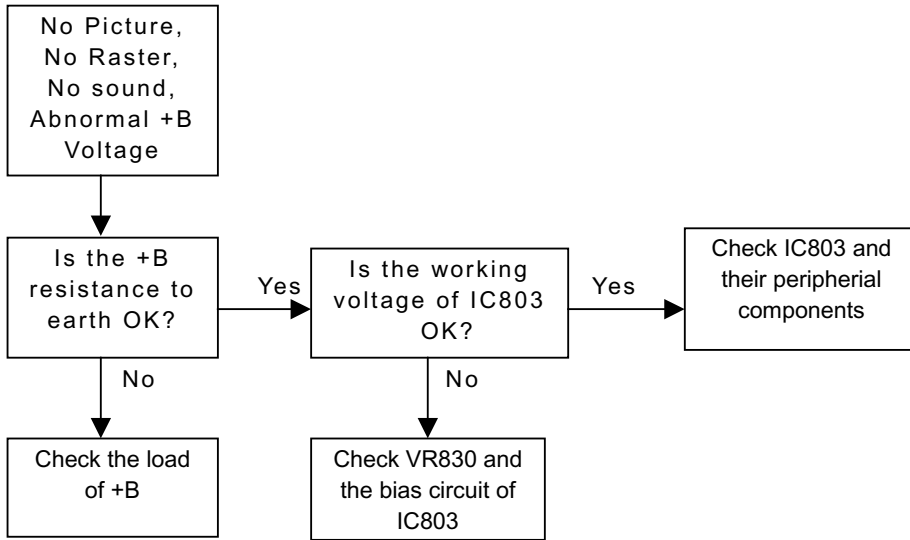 No Picture,
No Raster,
No sound,
Abnormal +B
Voltage
Is the +B
resistance to
earth OK?
Yes
Is the working
voltage of IC803
OK?
Yes
Check IC803 and
their peripherial
components
No
No
Check the load
of +B
Check VR830 and
the bias circuit of
IC803